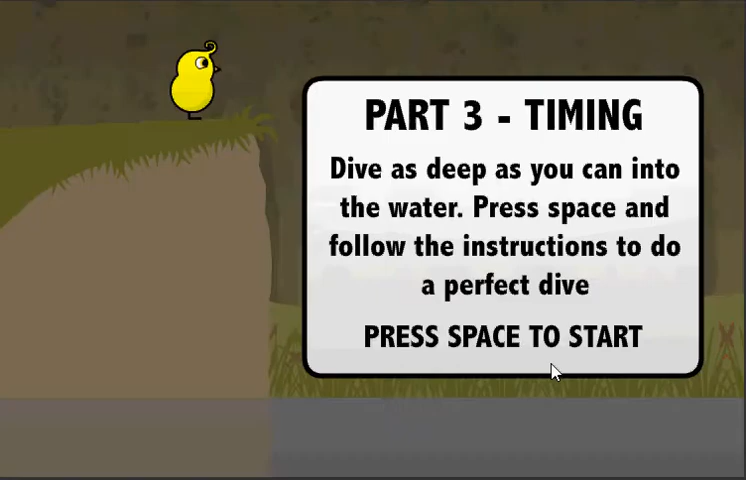 PART 3 - TIMING
Dive as deep as you can into
the water. Press space and
follow the instructions to do
a perfect dive
PRESS SPACE TO START